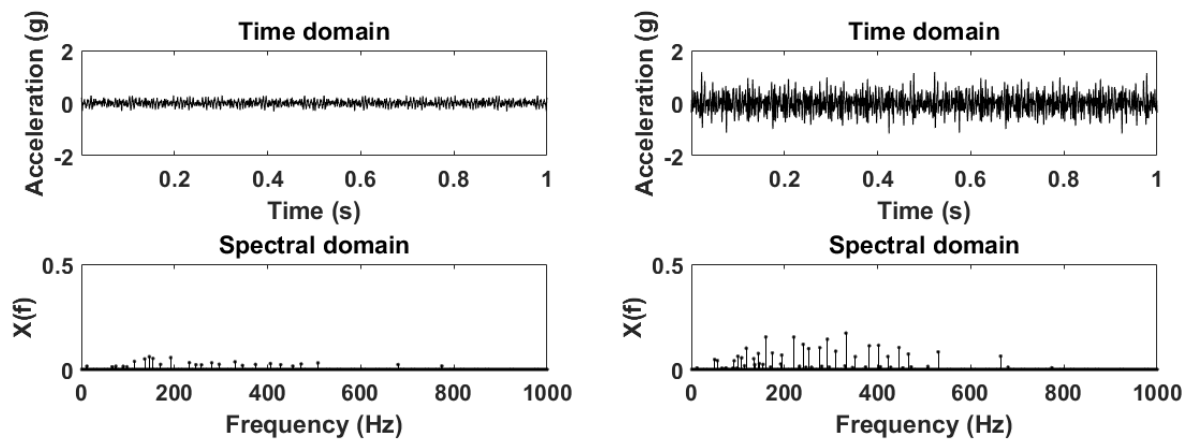 Time domain
Acceleration (g)
2
0
-2
0.2 0.4 0.6 0.8 1
Time (s)
Spectral domain
X(f)
0.5
0
0 200 400 600 800 1000
Frequency (Hz)
Time domain
Acceleration (g)
2
0
-2
0.2 0.4 0.6 0.8 1
Time (s)
Spectral domain
X(f)
0.5
0
0 200 400 600 800 1000
Frequency (Hz)